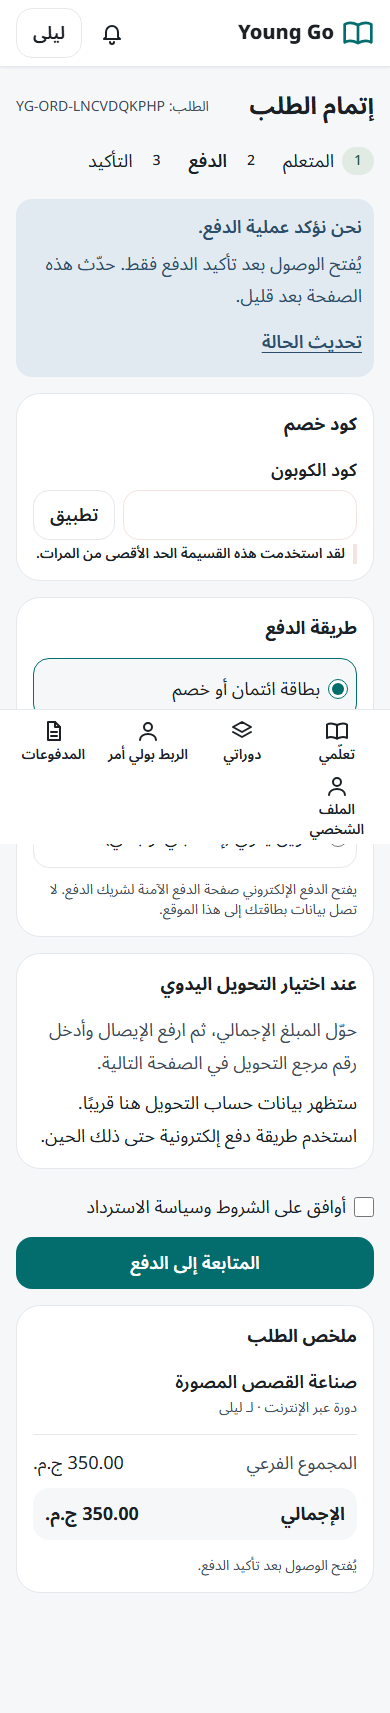 Young Go
ليلى
إتمام الطلب
الطلب: YG-ORD-LNCVDQKPHP
1 المتعلم 2 الدفع 3 التأكيد
نحن نؤكد عملية الدفع.
يُفتح الوصول بعد تأكيد الدفع فقط. حدّث هذه
الصفحة بعد قليل.
تحديث الحالة
كود خصم
كود الكوبون
تطبيق
لقد استخدمت هذه القسيمة الحد الأقصى من المرات.
طريقة الدفع
بطاقة ائتمان أو خصم
تعلّمي
دوراتي
الربط بولي أمر
المدفوعات
الملف
الشخصي
يفتح الدفع الإلكتروني صفحة الدفع الآمنة لشريك الدفع. لا
تصل بيانات بطاقتك إلى هذا الموقع.
عند اختيار التحويل اليدوي
حوّل المبلغ الإجمالي، ثم ارفع الإيصال وأدخل
رقم مرجع التحويل في الصفحة التالية.
ستظهر بيانات حساب التحويل هنا قريبًا.
استخدم طريقة دفع إلكترونية حتى ذلك الحين.
أوافق على الشروط وسياسة الاسترداد
المتابعة إلى الدفع
ملخص الطلب
صناعة القصص المصورة
دورة عبر الإنترنت · لـ ليلى
المجموع الفرعي 350.00 ج.م.
الإجمالي 350.00 ج.م.
يُفتح الوصول بعد تأكيد الدفع.